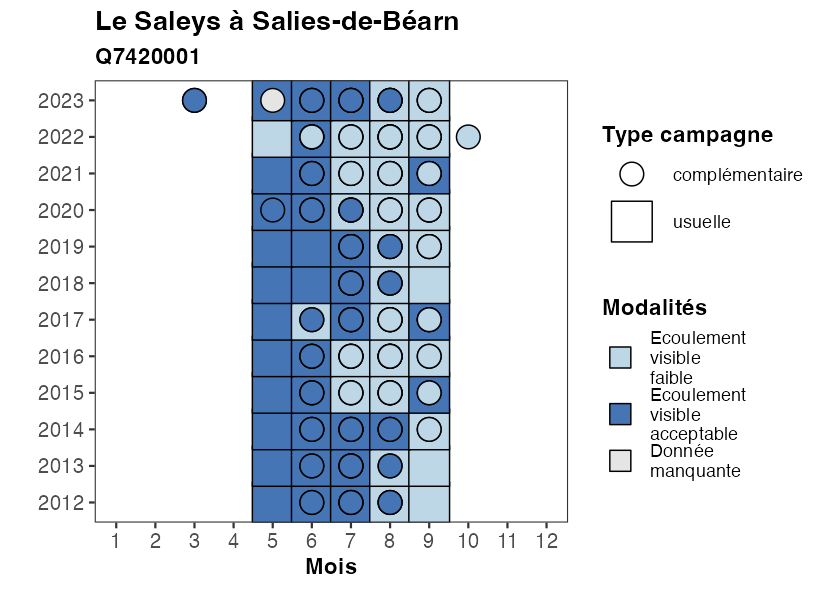 Le Saleys à Salies-de-Béarn
Q7420001
2023
2022
2021
2020
2019
2018
2017
2016
2015
2014
2013
2012
1 2 3 4 5 6 7 8 9 10 11 12
Mois
Type campagne
complémentaire
usuelle
Modalités
Ecoulement
visible
faible
Ecoulement
visible
acceptable
Donnée
manquante